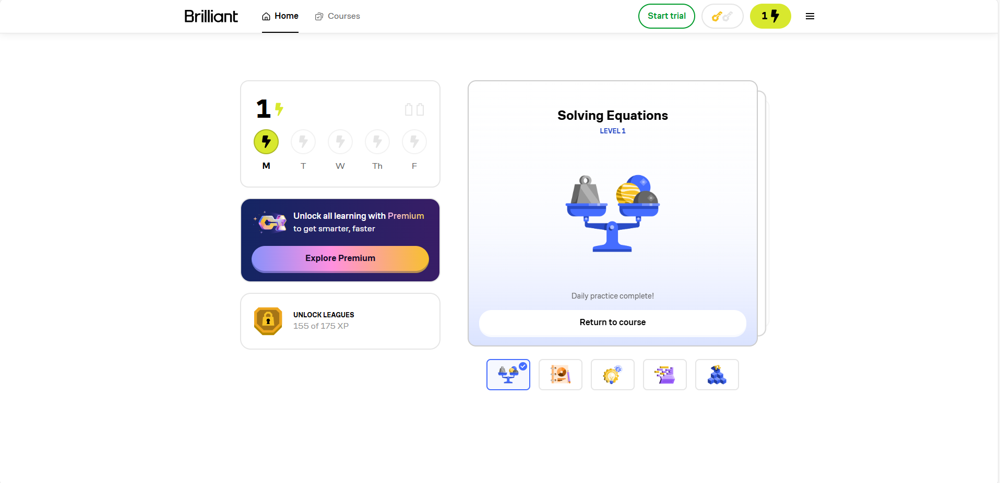 Brilliant
Home
Courses
Start trial
1
1
M T W Th F
Unlock all learning with Premium
to get smarter, faster
Explore Premium
UNLOCK LEAGUES
155 of 175 XP
Solving Equations
LEVEL 1
Daily practice complete!
Return to course